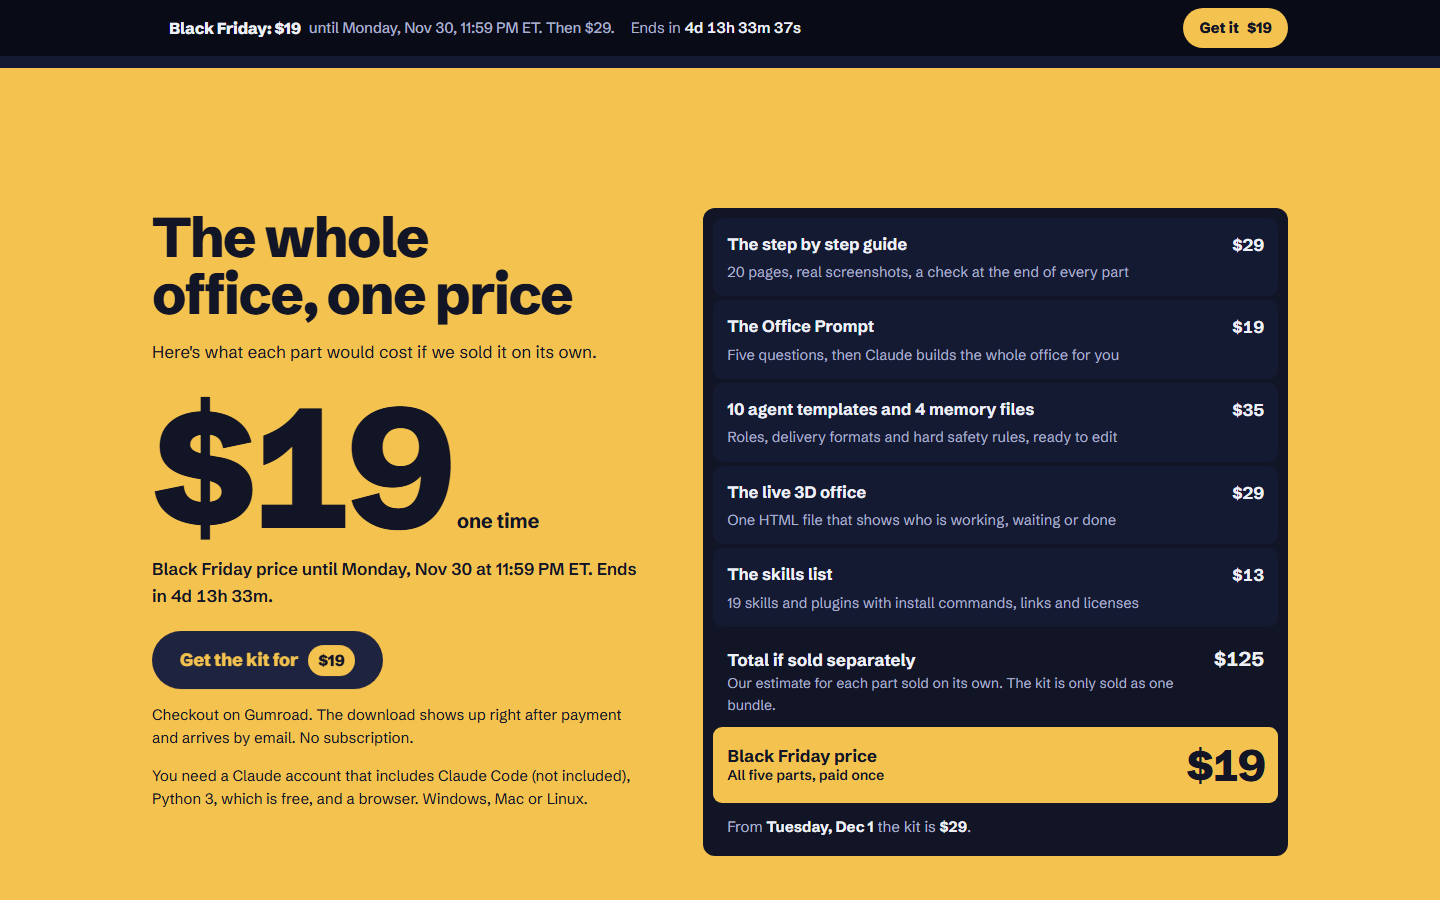 Black Friday: $19 until Monday, Nov 30, 11:59 PM ET. Then $29. Ends in 4d 13h 33m 37s
Get it $19
The whole
office, one price
Here's what each part would cost if we sold it on its own.
$19 one time
Black Friday price until Monday, Nov 30 at 11:59 PM ET. Ends
in 4d 13h 33m.
Get the kit for $19
Checkout on Gumroad. The download shows up right after payment
and arrives by email. No subscription.
You need a Claude account that includes Claude Code (not included),
Python 3, which is free, and a browser. Windows, Mac or Linux.
The step by step guide $29
20 pages, real screenshots, a check at the end of every part
The Office Prompt $19
Five questions, then Claude builds the whole office for you
10 agent templates and 4 memory files $35
Roles, delivery formats and hard safety rules, ready to edit
The live 3D office $29
One HTML file that shows who is working, waiting or done
The skills list $13
19 skills and plugins with install commands, links and licenses
Total if sold separately $125
Our estimate for each part sold on its own. The kit is only sold as one
bundle.
Black Friday price $19
All five parts, paid once
From Tuesday, Dec 1 the kit is $29.